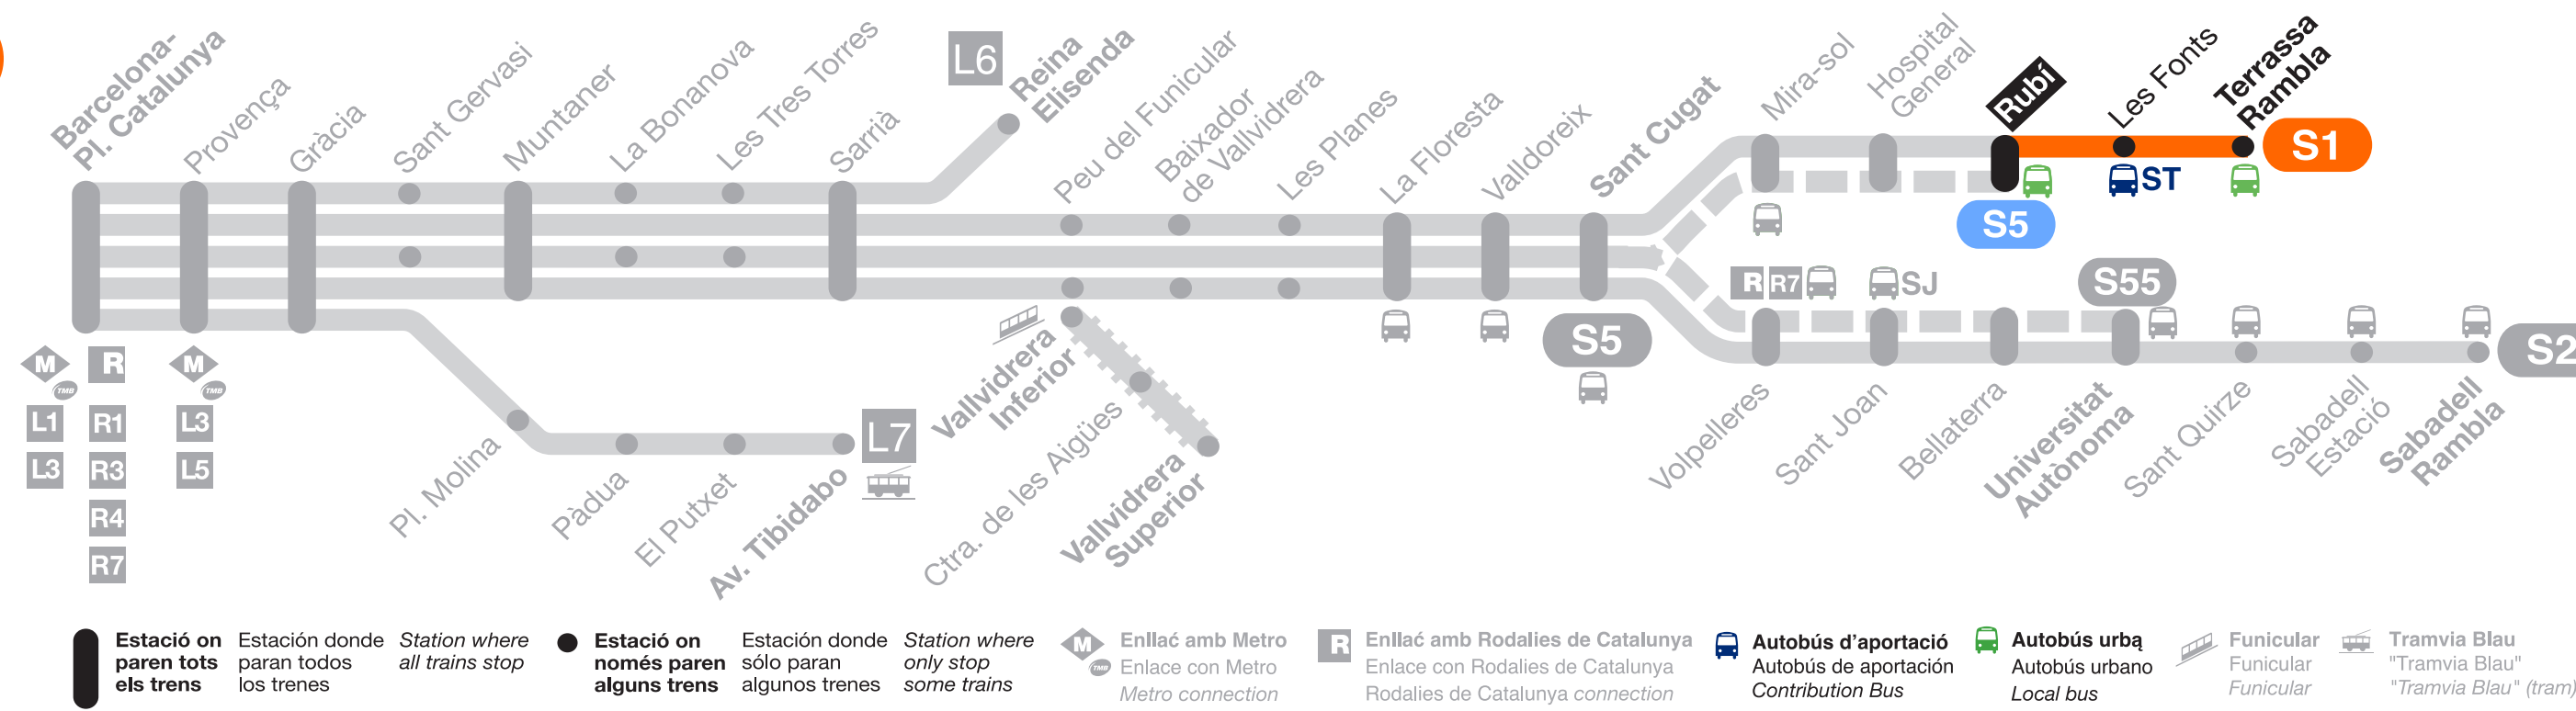 Barcelona-
Pl. Catalunya
Provença
Gràcia
Sant Gervasi
Muntaner
La Bonanova
Les Tres Torres
Sarrià
L6
Reina
Elisenda
Peu del Funicular
Baixador
de Vallvidrera
Les Planes
La Floresta
Valldoreix
Sant Cugat
Mira-sol
Hospital
General
Rubí
Les Fonts
Terrassa
Rambla
S1
ST
S5
R R7
SJ
S55
S5
S2
M TMB
R
M TMB
L1
R1
L3
L3
R3
L5
R4
R7
Pl. Molina
Pàdua
El Putxet
Av. Tibidabo
L7
Vallvidrera
Inferior
Ctra. de les Aigües
Vallvidrera
Superior
Volpelleres
Sant Joan
Bellaterra
Universitat
Autònoma
Sant Quirze
Sabadell
Estació
Sabadell
Rambla
Estació on
paren tots
els trens
Estación donde
paran todos
los trenes
Station where
all trains stop
Estació on
només paren
alguns trens
Estación donde
sólo paran
algunos trenes
Station where
only stop
some trains
M TMB
Enllać amb Metro
Enlace con Metro
Metro connection
R
Enllać amb Rodalies de Catalunya
Enlace con Rodalies de Catalunya
Rodalies de Catalunya connection
Autobús d'aportació
Autobús de aportación
Contribution Bus
Autobús urbą
Autobús urbano
Local bus
Funicular
Funicular
Funicular
Tramvia Blau
"Tramvia Blau"
"Tramvia Blau" (tram)